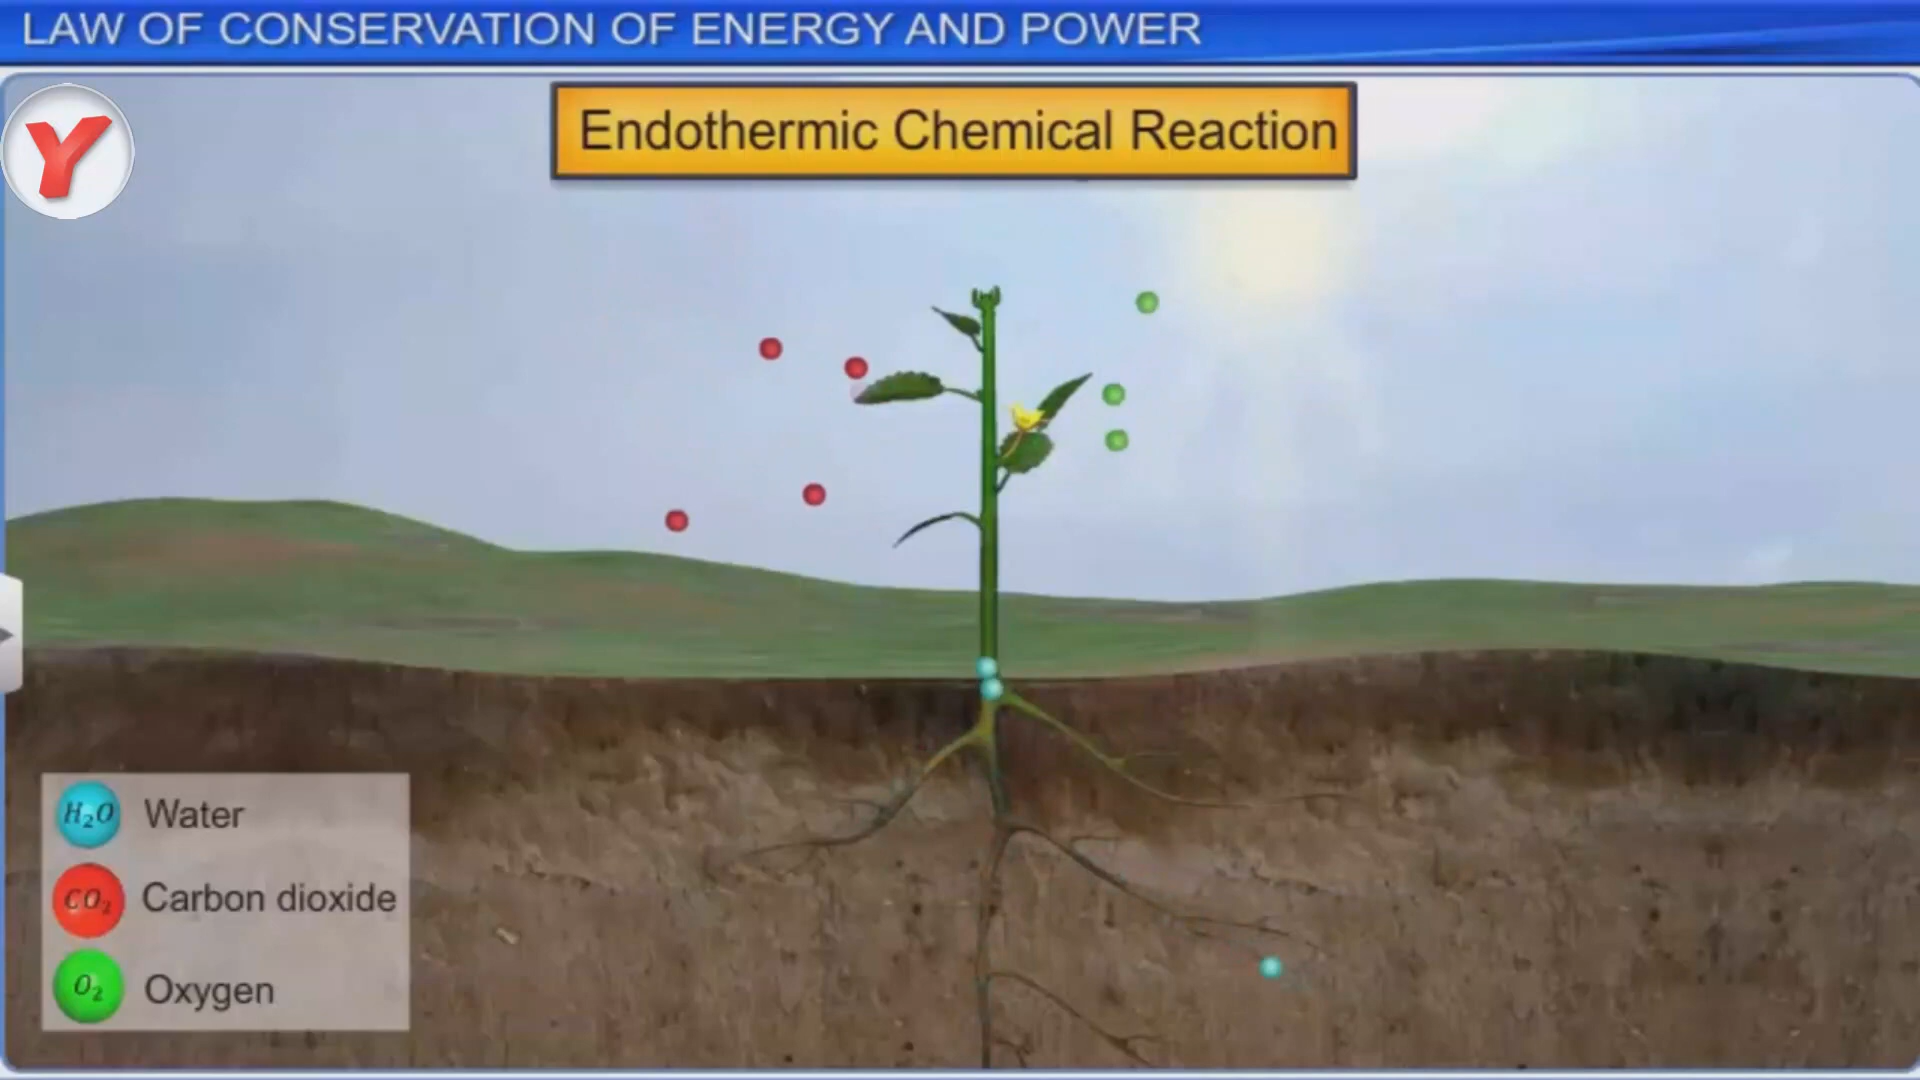 LAW OF CONSERVATION OF ENERGY AND POWER
Y
Endothermic Chemical Reaction
H₂O Water
CO₂ Carbon dioxide
O₂ Oxygen